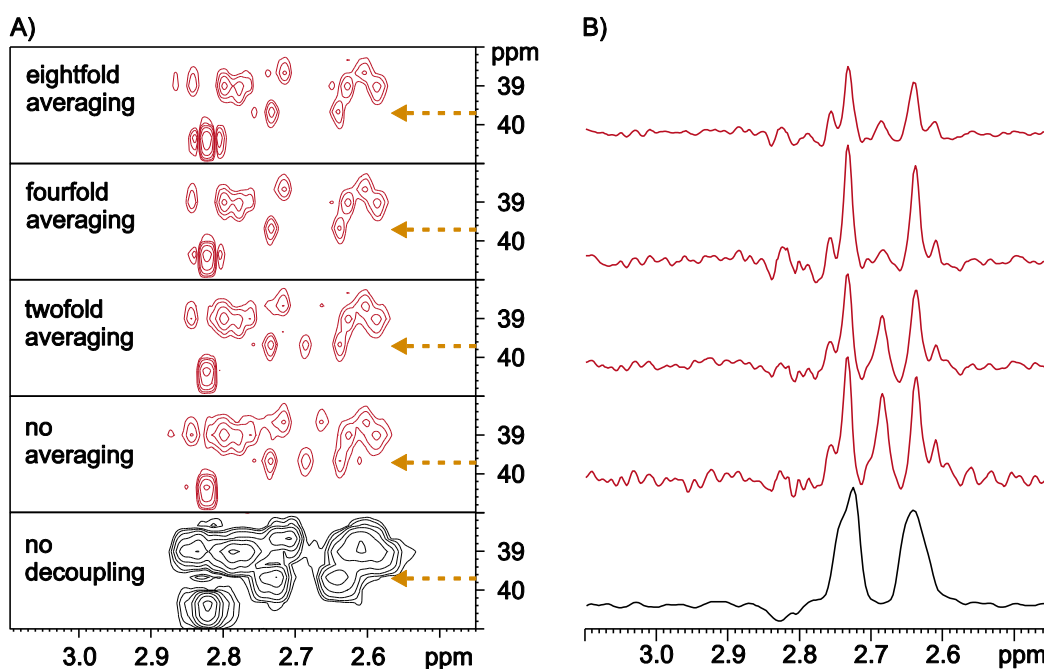 A)
B)
ppm
eightfold
averaging
39
40
fourfold
averaging
39
40
twofold
averaging
39
40
no
averaging
39
40
no
decoupling
39
40
3.0 2.9 2.8 2.7 2.6 ppm
3.0 2.9 2.8 2.7 2.6 ppm